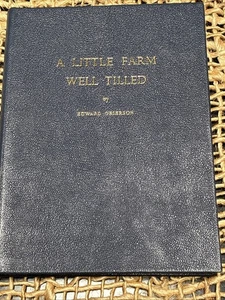 A LITTLE FARM
WELL TILLED
BY
EDWARD GRIERSON